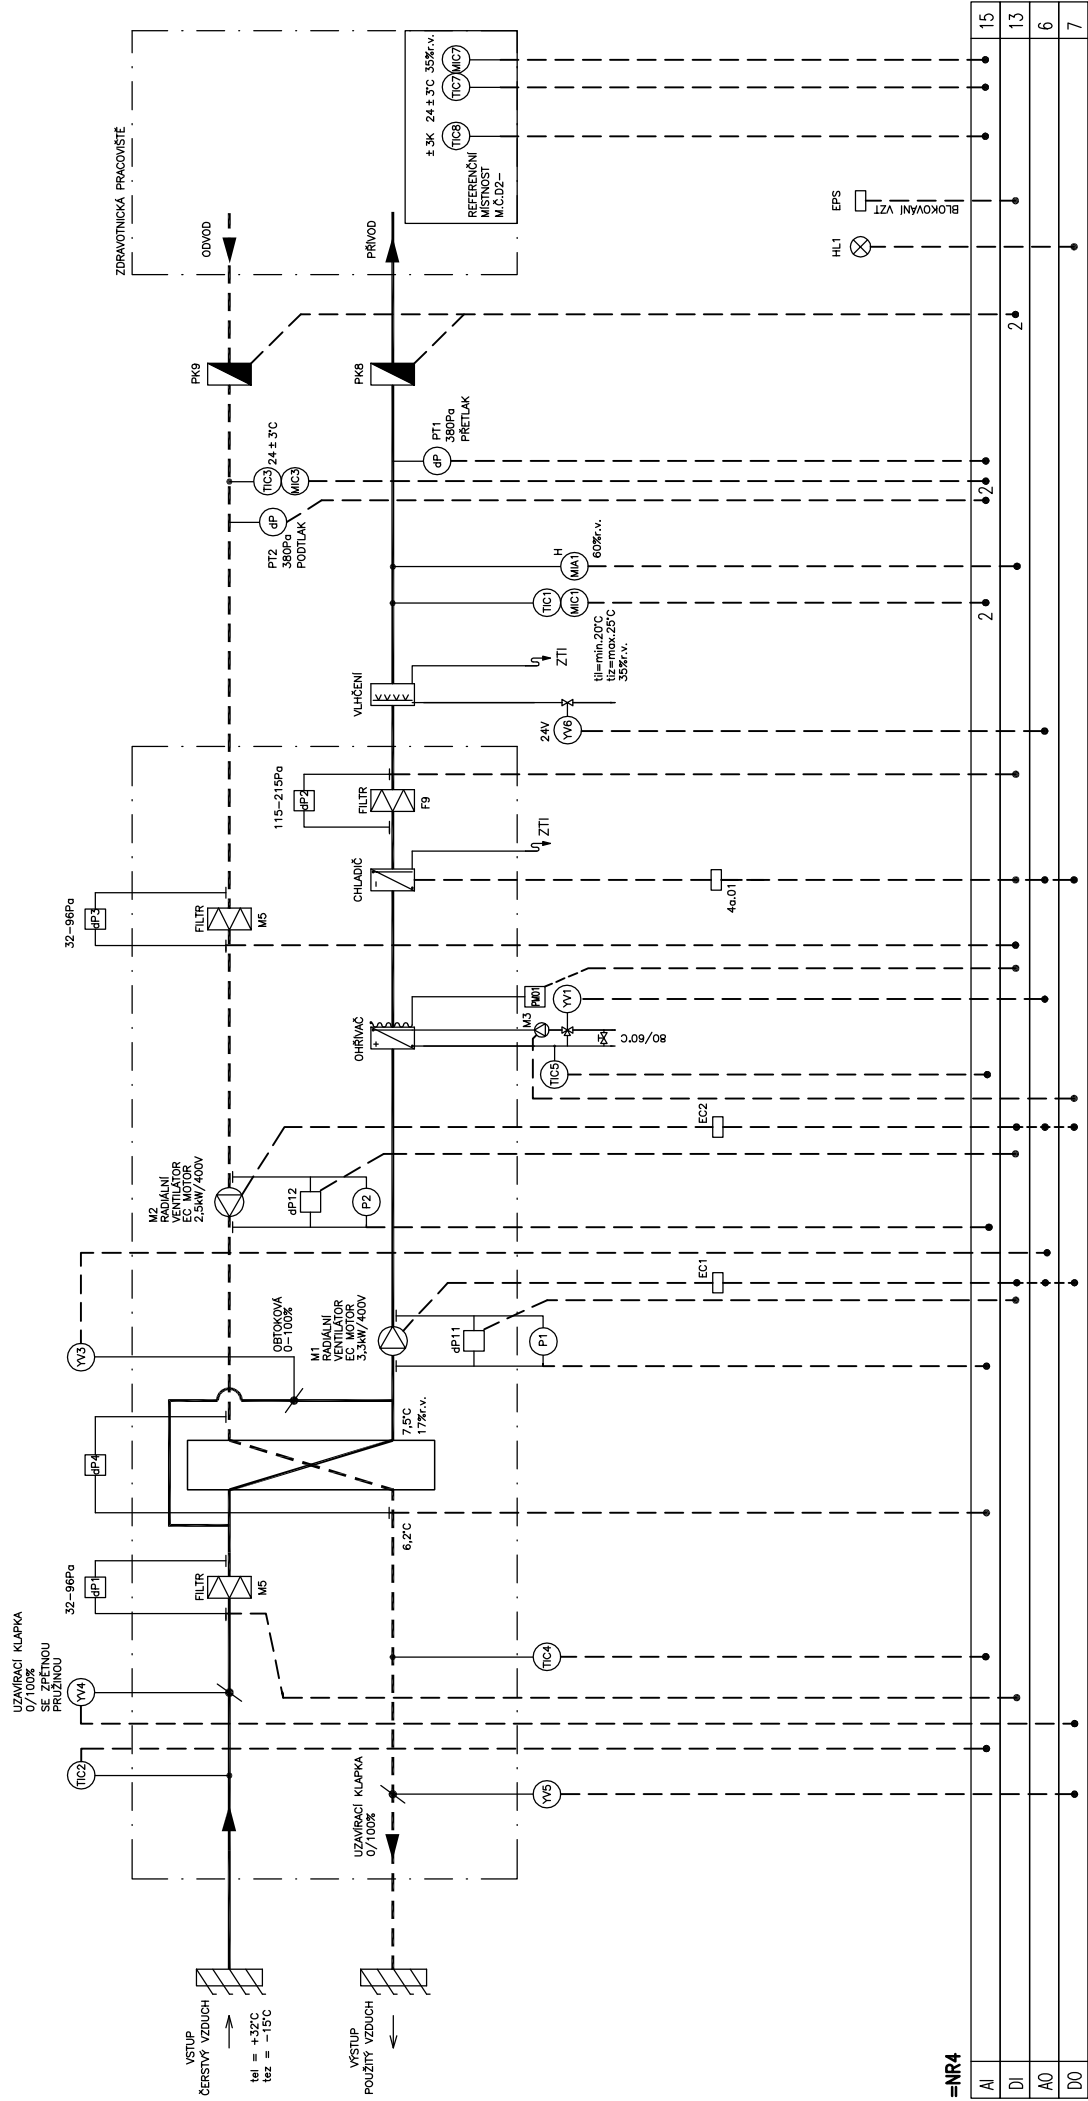 VSTUP
ČERSTVÝ VZDUCH
tel = +32°C
tez = −15°C
VÝSTUP
POUŽITÝ VZDUCH
TIC2
UZAVÍRACÍ KLAPKA
0/100%
SE ZPĚTNOU
PRUŽINOU
YV4
UZAVÍRACÍ KLAPKA
0/100%
YV5
32−96Pa
dP1
FILTR
M5
TIC4
dP4
6,2°C
7,5°C
17%r.v.
YV3
OBTOKOVÁ
0−100%
M1
RADIÁLNÍ
VENTILÁTOR
EC MOTOR
3,3kW/400V
dP11
P1
EC1
M2
RADIÁLNÍ
VENTILÁTOR
EC MOTOR
2,5kW/400V
dP12
P2
EC2
OHŘÍVAČ
+
TIC5
M3
PM01
YV1
80/60°C
32−96Pa
dP3
FILTR
M5
CHLADIČ
−
ZTI
4a.01
115−215Pa
dP2
FILTR
F9
VLHČENÍ
ZTI
24V
YV6
TIC1
MIC1
til=min.20°C
tiz=max.25°C
35%r.v.
H
MIA1
60%r.v.
PT2
380Pa
PODTLAK
dP
TIC3
MIC3
24 ± 3°C
dP
PT1
380Pa
PŘETLAK
PK9
PK8
ZDRAVOTNICKÁ PRACOVIŠTĚ
ODVOD
PŘÍVOD
REFERENČNÍ
MÍSTNOST
M.Č.D2−
± 3K 24 ± 3°C 35%r.v.
TIC8
TIC7
MIC7
HL1
EPS
BLOKOVÁNÍ VZT
=NR4
AI 2 2 15
DI 2 13
AO 6
DO 7